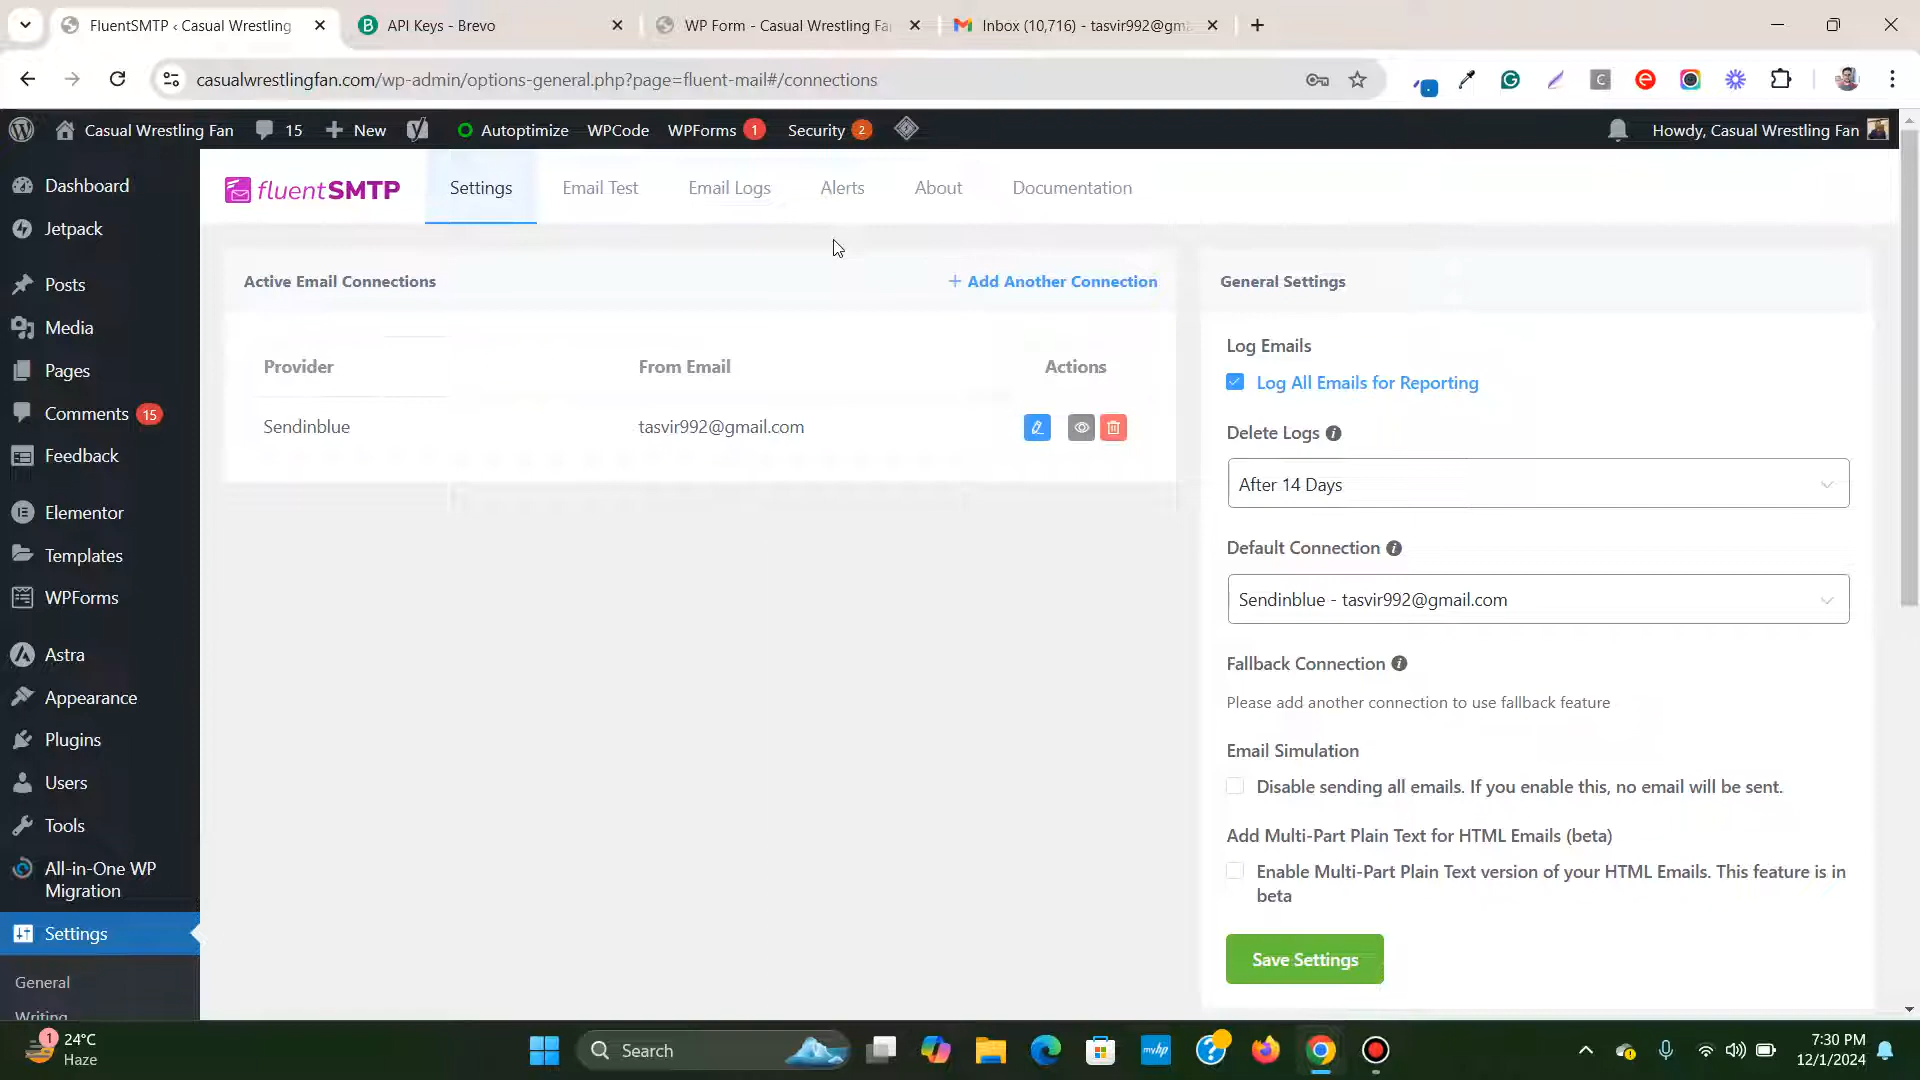 FluentSMTP ‹ Casual Wrestling
API Keys - Brevo
WP Form - Casual Wrestling Fa
Inbox (10,716) - tasvir992@gm
casualwrestlingfan.com/wp-admin/options-general.php?page=fluent-mail#/connections
Casual Wrestling Fan
15
New
Autoptimize
WPCode
WPForms 1
Security 2
Howdy, Casual Wrestling Fan
Dashboard
Jetpack
Posts
Media
Pages
Comments 15
Feedback
Elementor
Templates
WPForms
Astra
Appearance
Plugins
Users
Tools
All-in-One WP
Migration
Settings
General
Writing
fluentSMTP
Settings
Email Test
Email Logs
Alerts
About
Documentation
Active Email Connections
+ Add Another Connection
Provider
From Email
Actions
Sendinblue
tasvir992@gmail.com
General Settings
Log Emails
Log All Emails for Reporting
Delete Logs
After 14 Days
Default Connection
Sendinblue - tasvir992@gmail.com
Fallback Connection
Please add another connection to use fallback feature
Email Simulation
Disable sending all emails. If you enable this, no email will be sent.
Add Multi-Part Plain Text for HTML Emails (beta)
Enable Multi-Part Plain Text version of your HTML Emails. This feature is in
beta
Save Settings
1
24°C
Haze
Search
myhp
7:30 PM
12/1/2024